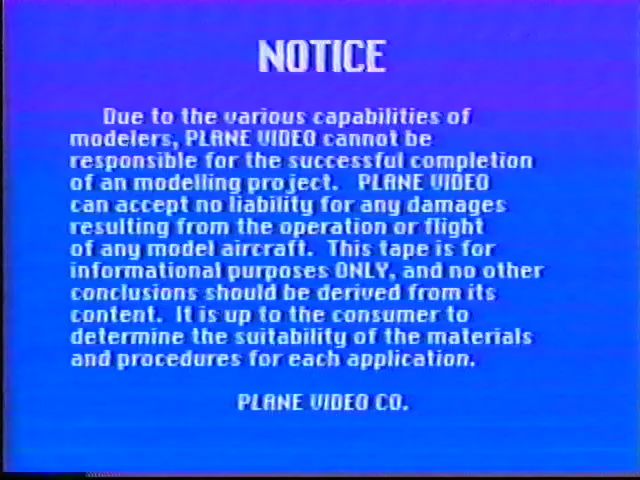 NOTICE
Due to the various capabilities of
modelers, PLANE VIDEO cannot be
responsible for the successful completion
of an modelling project. PLANE VIDEO
can accept no liability for any damages
resulting from the operation or flight
of any model aircraft. This tape is for
informational purposes ONLY, and no other
conclusions should be derived from its
content. It is up to the consumer to
determine the suitability of the materials
and procedures for each application.
PLANE VIDEO CO.